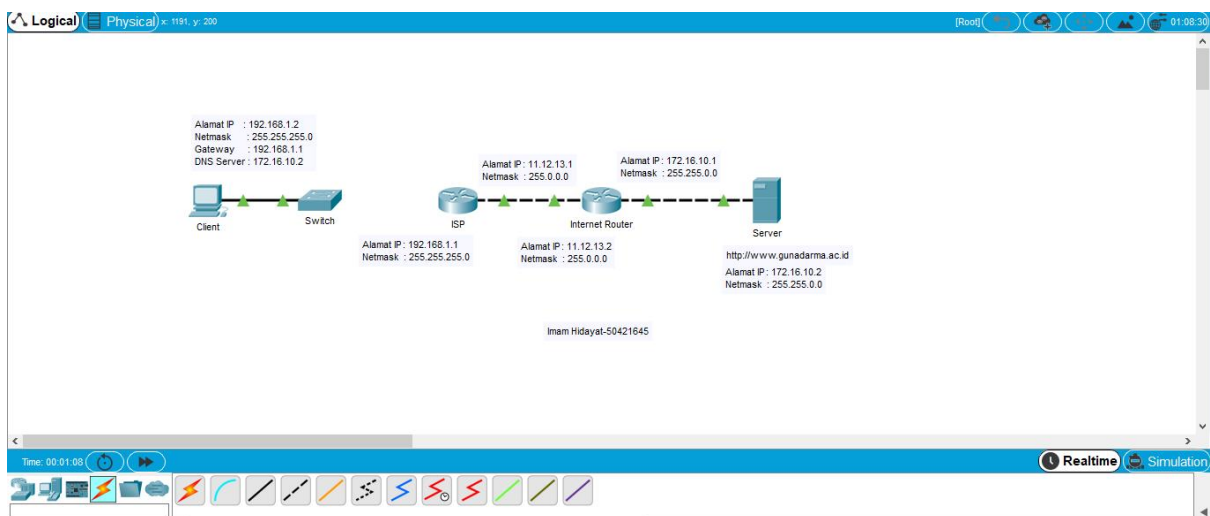 Logical
Physical
x: 1191, y: 200
[Root]
01:08:30
Alamat IP : 192.168.1.2
Netmask : 255.255.255.0
Gateway : 192.168.1.1
DNS Server : 172.16.10.2
Alamat IP : 11.12.13.1
Netmask : 255.0.0.0
Alamat IP : 172.16.10.1
Netmask : 255.255.0.0
Client
Switch
ISP
Internet Router
Server
Alamat IP : 192.168.1.1
Netmask : 255.255.255.0
Alamat IP : 11.12.13.2
Netmask : 255.0.0.0
http://www.gunadarma.ac.id
Alamat IP : 172.16.10.2
Netmask : 255.255.0.0
Imam Hidayat-50421645
Time: 00:01:08
Realtime
Simulation